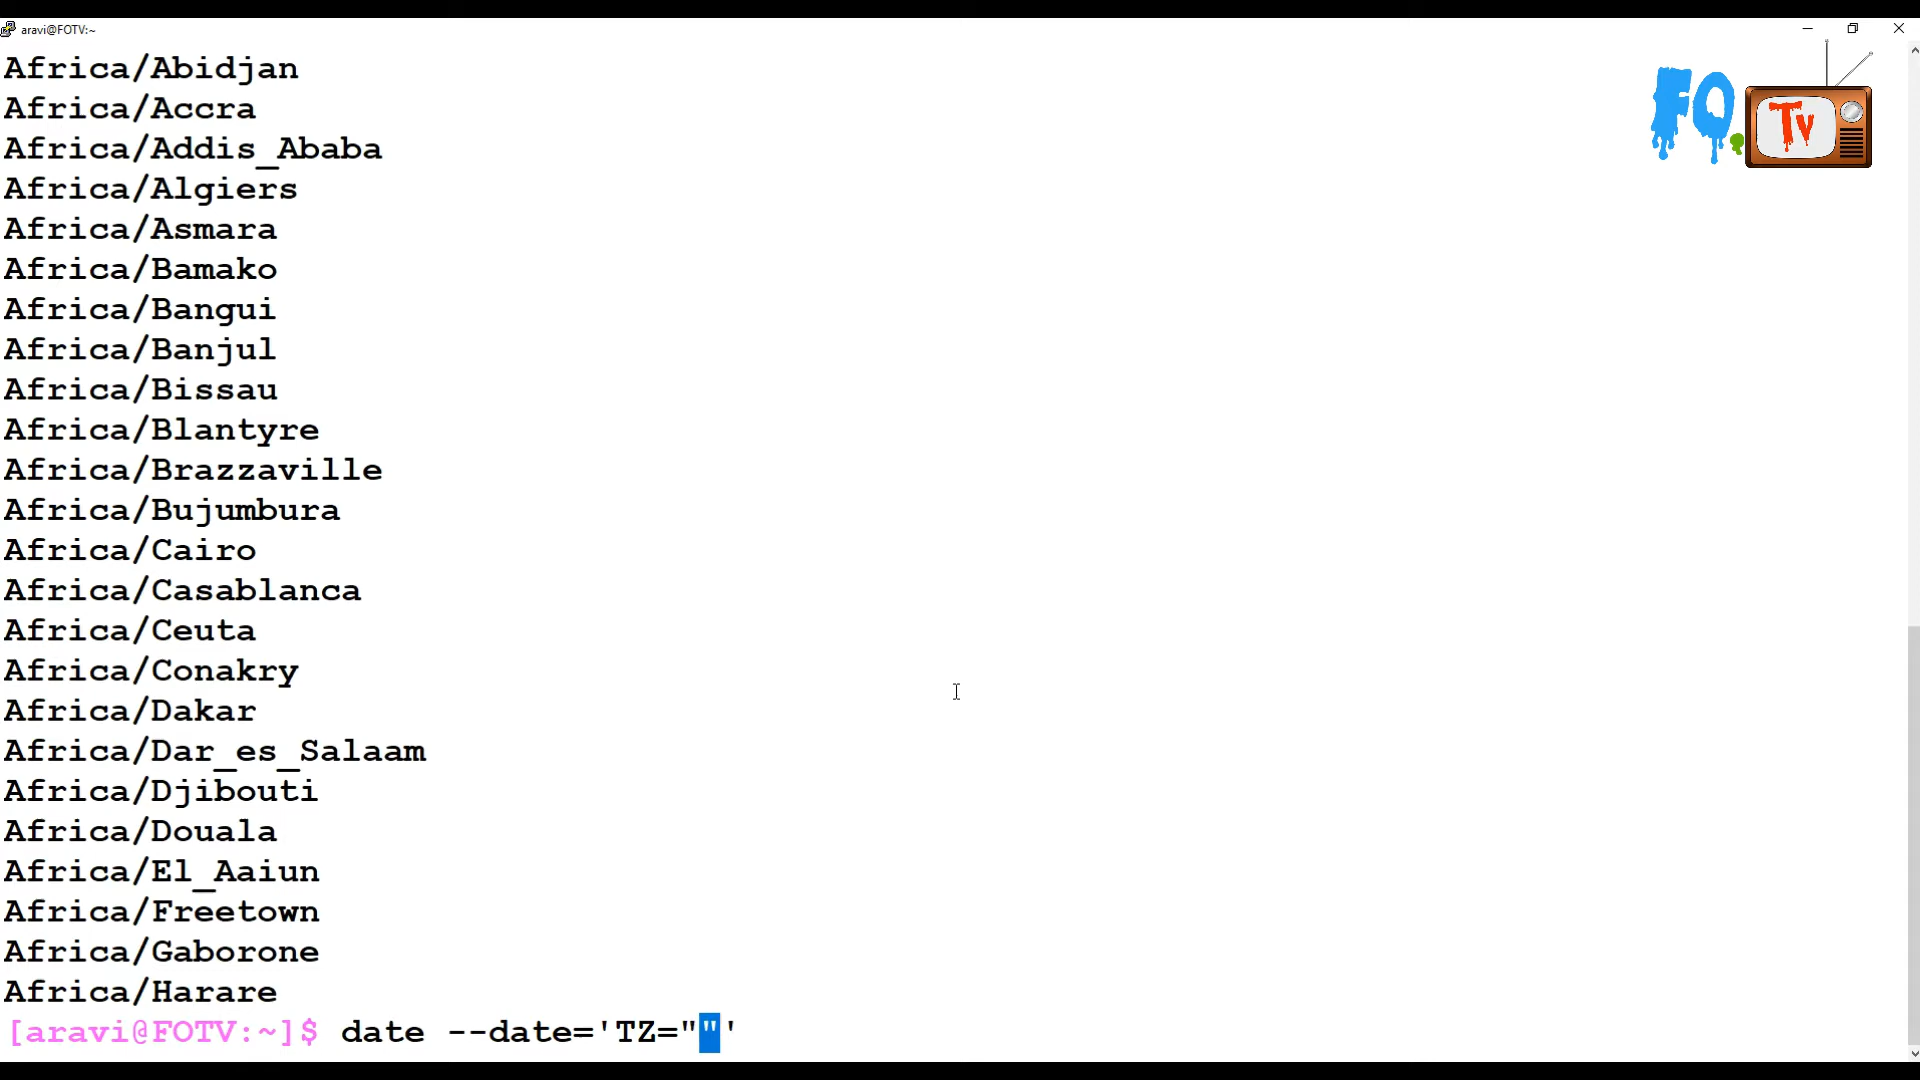 aravi@FOTV:~
Africa/Abidjan
Africa/Accra
Africa/Addis_Ababa
Africa/Algiers
Africa/Asmara
Africa/Bamako
Africa/Bangui
Africa/Banjul
Africa/Bissau
Africa/Blantyre
Africa/Brazzaville
Africa/Bujumbura
Africa/Cairo
Africa/Casablanca
Africa/Ceuta
Africa/Conakry
Africa/Dakar
Africa/Dar_es_Salaam
Africa/Djibouti
Africa/Douala
Africa/El_Aaiun
Africa/Freetown
Africa/Gaborone
Africa/Harare
[aravi@FOTV:~]$ date --date='TZ=""'
FO. Tv